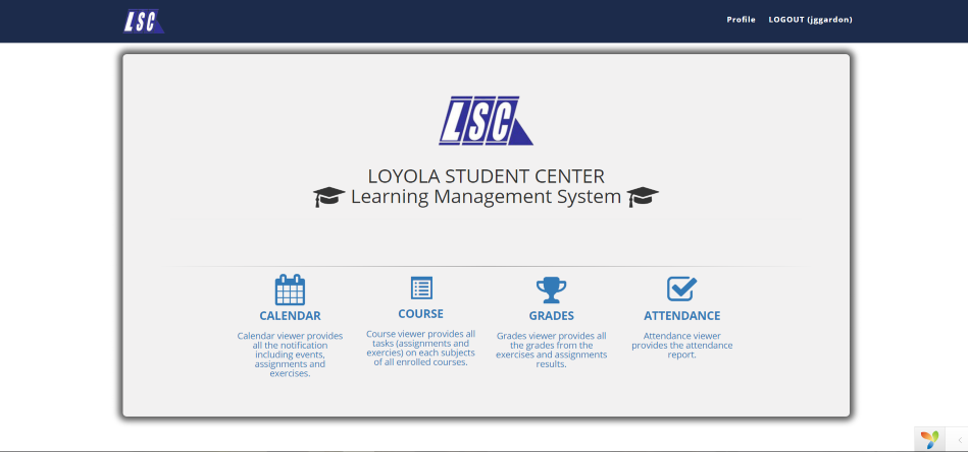 LSC
Profile
LOGOUT (jggardon)
LSC
LOYOLA STUDENT CENTER
Learning Management System
CALENDAR
Calendar viewer provides
all the notification
including events,
assignments and
exercises.
COURSE
Course viewer provides all
tasks (assignments and
exercies) on each subjects
of all enrolled courses.
GRADES
Grades viewer provides all
the grades from the
exercises and assignments
results.
ATTENDANCE
Attendance viewer
provides the attendance
report.